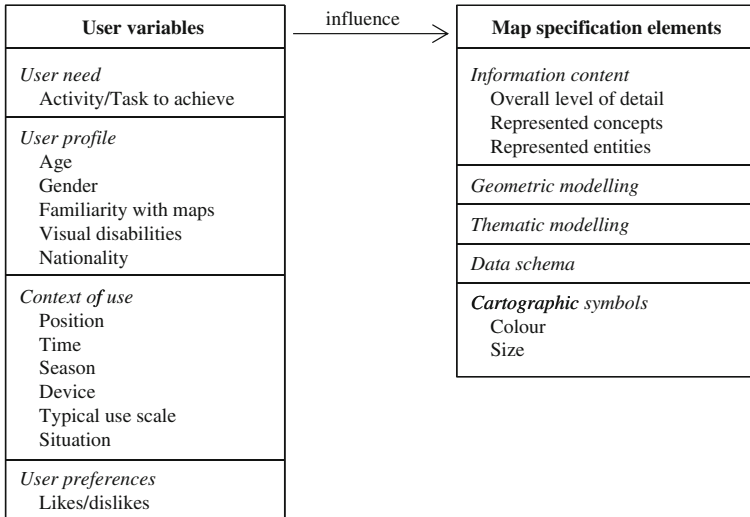 User variables
User need
Activity/Task to achieve
User profile
Age
Gender
Familiarity with maps
Visual disabilities
Nationality
Context of use
Position
Time
Season
Device
Typical use scale
Situation
User preferences
Likes/dislikes
influence
Map specification elements
Information content
Overall level of detail
Represented concepts
Represented entities
Geometric modelling
Thematic modelling
Data schema
Cartographic symbols
Colour
Size